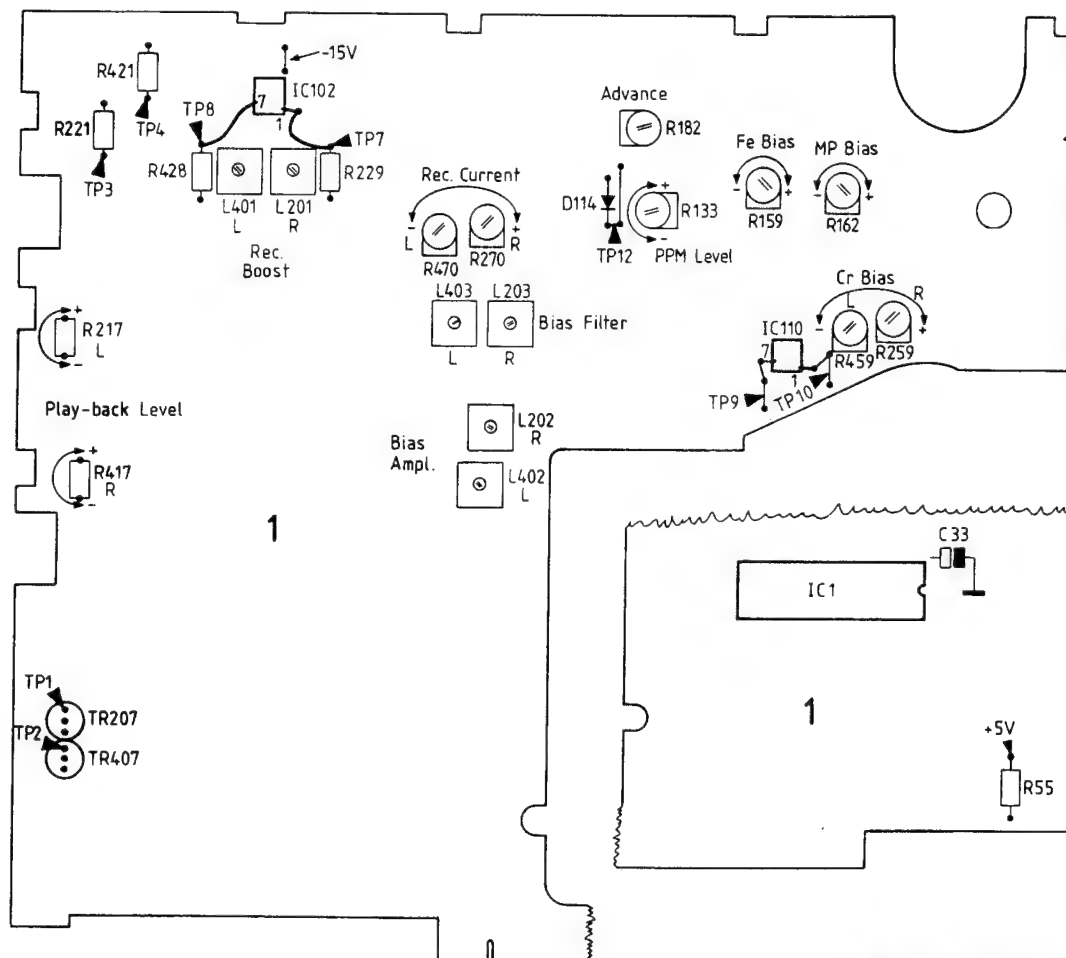 -15V
R421
IC102
7
1
TP8
TP4
R221
TP3
TP7
R428
R229
L401
L
L201
R
Rec.
Boost
Advance
R182
Rec. Current
-
L
+
R
R470
R270
D114
+
R133
-
TP12
PPM Level
Fe Bias
-
+
R159
MP Bias
-
+
R162
L403
L203
Bias Filter
L
R
Cr Bias
L
R
-
+
IC110
7
1
R459
R259
TP9
TP10
+
R217
L
-
Play-back Level
+
R417
R
-
Bias
Ampl.
L202
R
L402
L
1
C33
IC1
1
TP1
TR207
TP2
TR407
+5V
R55